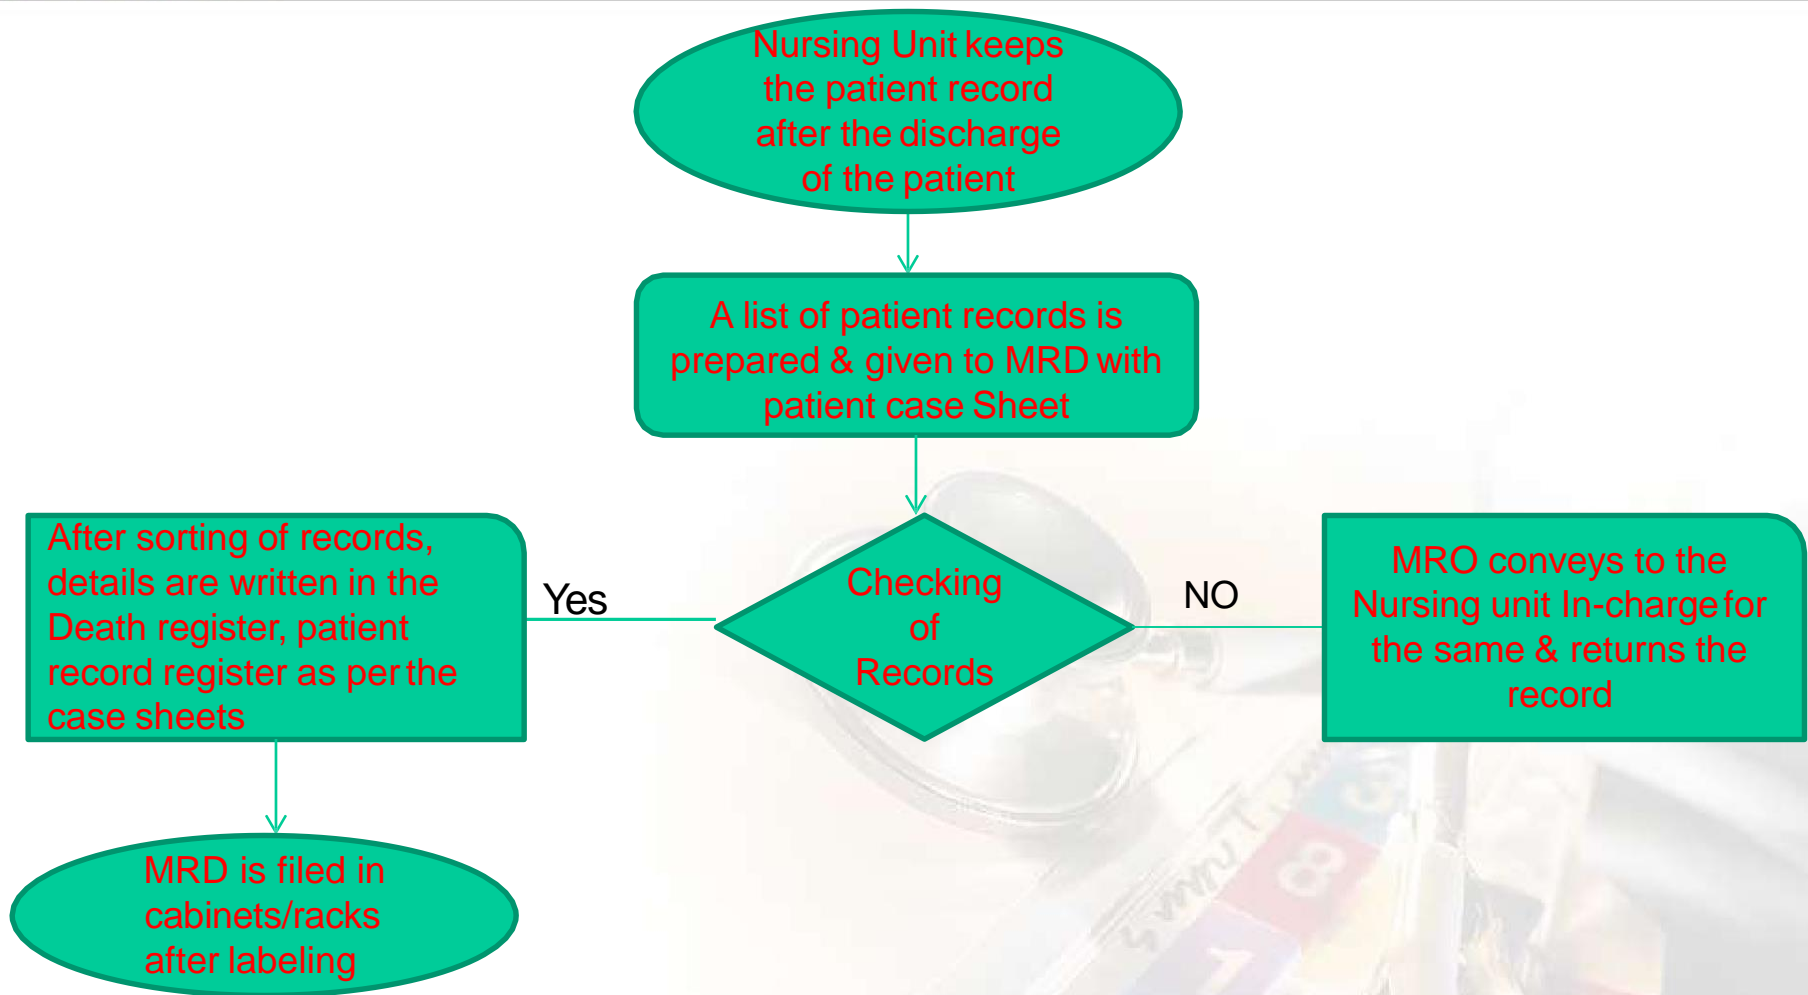 Nursing Unit keeps
the patient record
after the discharge
of the patient
A list of patient records is
prepared & given to MRD with
patient case Sheet
After sorting of records,
details are written in the
Death register, patient
record register as per the
case sheets
Yes
Checking
of
Records
NO
MRO conveys to the
Nursing unit In-charge for
the same & returns the
record
MRD is filed in
cabinets/racks
after labeling
3
8
1